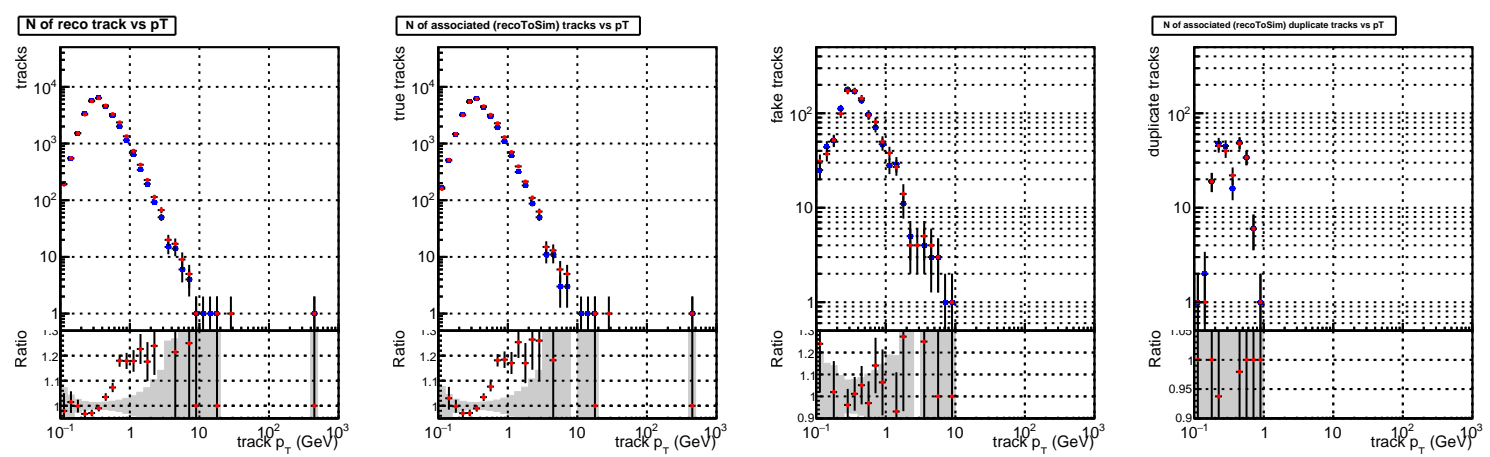 N of reco track vs pT
tracks
10⁴
10³
10²
10
1
Ratio
1.3
1.2
1.1
1
10⁻¹ 1 10 10² 10³
track p_T (GeV)
N of associated (recoToSim) tracks vs pT
true tracks
10⁴
10³
10²
10
1
Ratio
1.3
1.2
1.1
1
10⁻¹ 1 10 10² 10³
track p_T (GeV)
fake tracks
10²
10
1
Ratio
1.3
1.2
1.1
1
0.9
10⁻¹ 1 10 10² 10³
track p_T (GeV)
N of associated (recoToSim) duplicate tracks vs pT
duplicate tracks
10²
10
1
Ratio
1.05
1
0.95
0.9
10⁻¹ 1 10 10² 10³
track p_T (GeV)